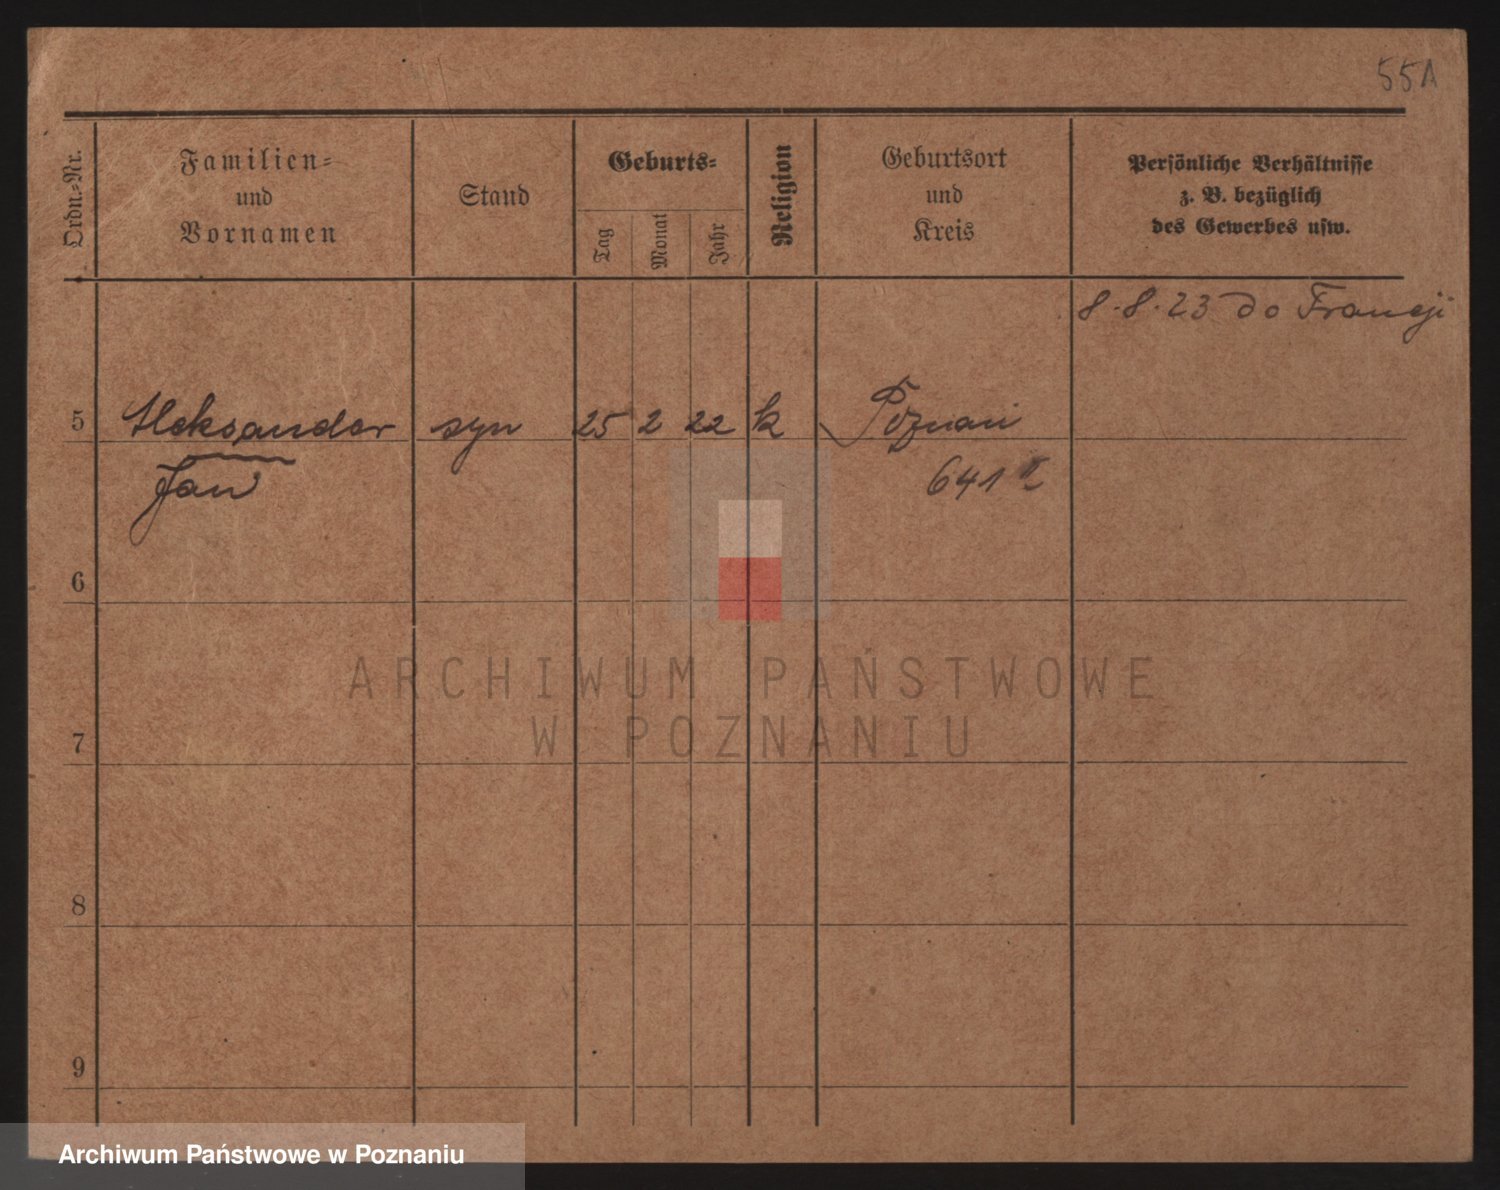 551
Ordn.-Nr.
Familien-
und
Vornamen
Stand
Geburts-
Tag
Monat
Jahr
Religion
Geburtsort
und
Kreis
Persönliche Verhältnisse
z. B. bezüglich
des Gewerbes usw.
8.8.23 do Francji
5 Aleksander syn 25 2 22 k Poznań
Jan 641 II
6
7
8
9
ARCHIWUM PAŃSTWOWE
W POZNANIU
Archiwum Państwowe w Poznaniu